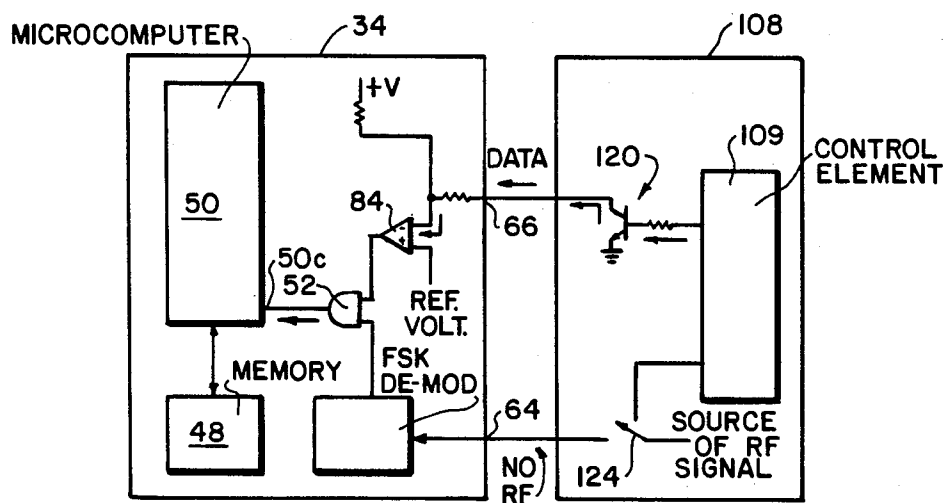 MICROCOMPUTER
34
108
+V
DATA
120
109
CONTROL
ELEMENT
50
84
-
+
66
50c
52
REF.
VOLT.
FSK
DE-MOD
MEMORY
48
64
NO
RF
124
SOURCE
OF RF
SIGNAL